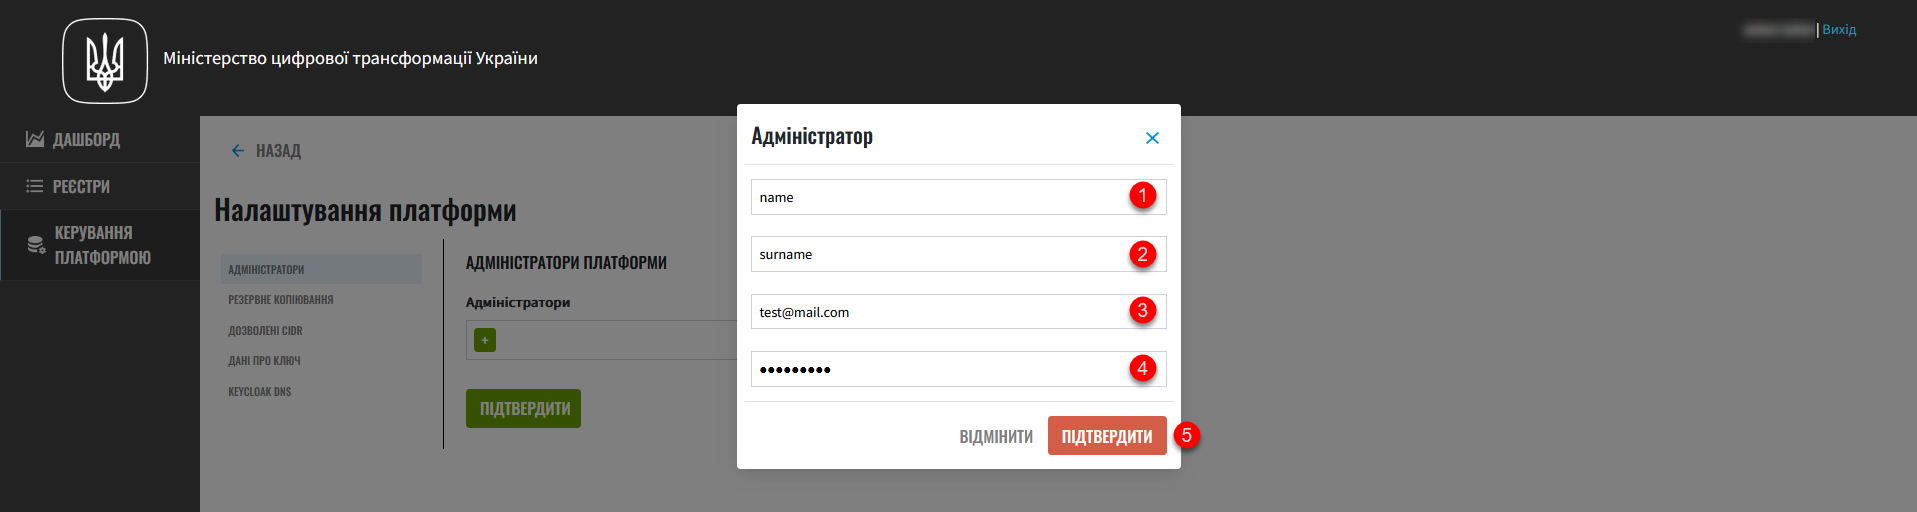 Міністерство цифрової трансформації України
| Вихід
ДАШБОРД
РЕЄСТРИ
КЕРУВАННЯ
ПЛАТФОРМОЮ
НАЗАД
Налаштування платформи
АДМІНІСТРАТОРИ
РЕЗЕРВНЕ КОПІЮВАННЯ
ДОЗВОЛЕНІ CIDR
ДАНІ ПРО КЛЮЧ
KEYCLOAK DNS
АДМІНІСТРАТОРИ ПЛАТФОРМИ
Адміністратори
+
ПІДТВЕРДИТИ
Адміністратор
name 1
surname 2
test@mail.com 3
••••••••• 4
ВІДМІНИТИ ПІДТВЕРДИТИ 5